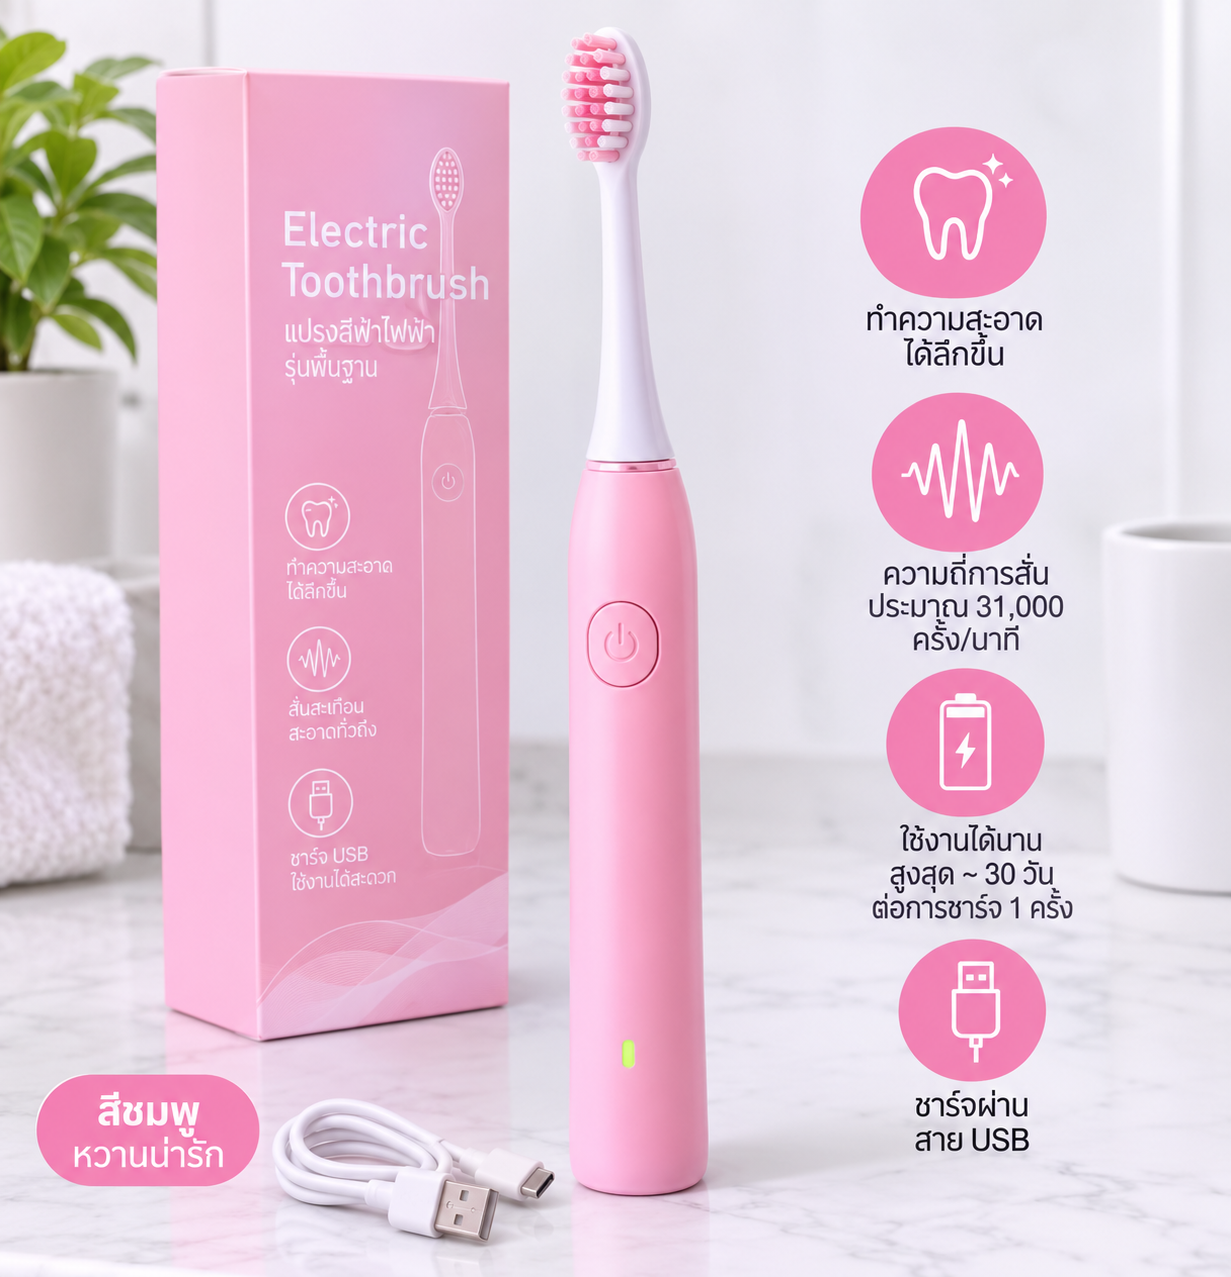 Electric
Toothbrush
แปรงสีฟ้าไฟฟ้า
รุ่นพื้นฐาน
ทำความสะอาด
ได้ลึกขึ้น
สั่นสะเทือน
สะอาดทั่วถึง
ชาร์จ USB
ใช้งานได้สะดวก
ทำความสะอาด
ได้ลึกขึ้น
ความถี่การสั่น
ประมาณ 31,000
ครั้ง/นาที
ใช้งานได้นาน
สูงสุด ~ 30 วัน
ต่อการชาร์จ 1 ครั้ง
ชาร์จผ่าน
สาย USB
สีชมพู
หวานน่ารัก